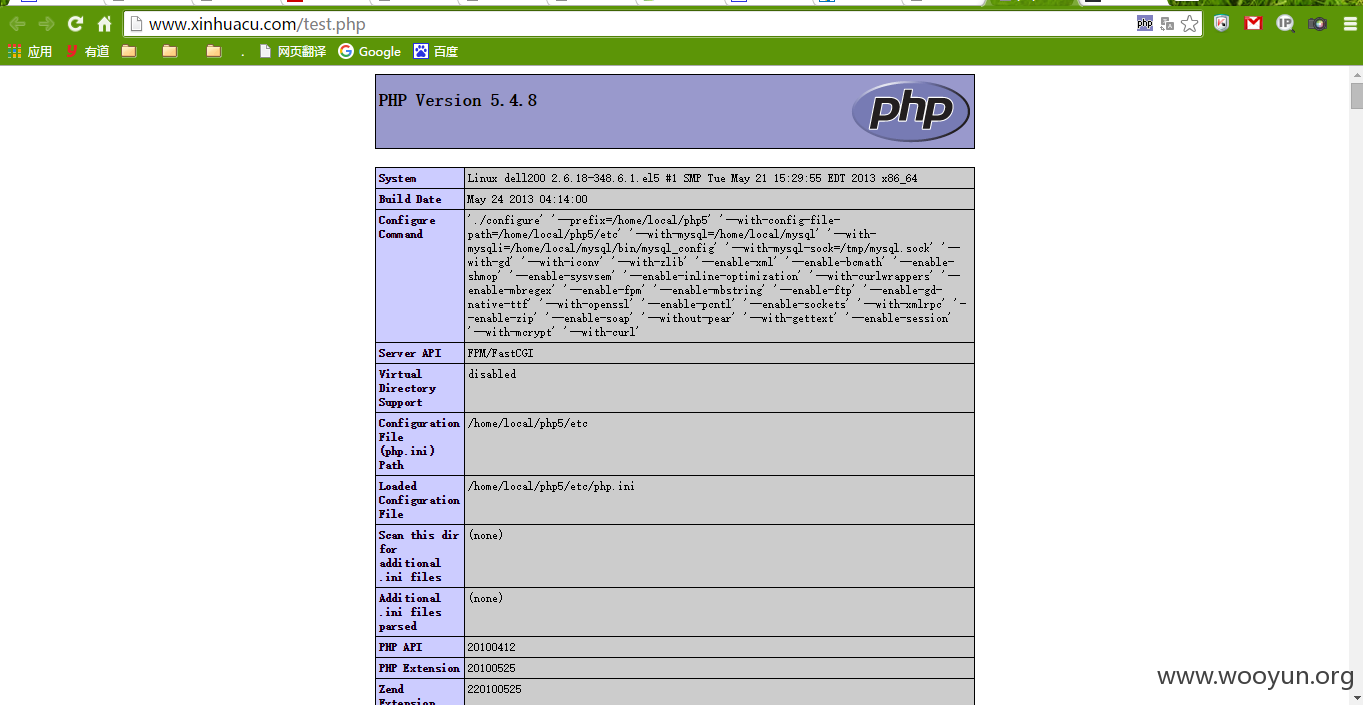 www.xinhuacu.com/test.php
php
IP
应用
有道
.
网页翻译
Google
百度
PHP Version 5.4.8
php
System
Linux dell200 2.6.18-348.6.1.el5 #1 SMP Tue May 21 15:29:55 EDT 2013 x86_64
Build Date
May 24 2013 04:14:00
Configure
Command
'./configure' '--prefix=/home/local/php5' '--with-config-file-
path=/home/local/php5/etc' '--with-mysql=/home/local/mysql' '--with-
mysqli=/home/local/mysql/bin/mysql_config' '--with-mysql-sock=/tmp/mysql.sock' '--
with-gd' '--with-iconv' '--with-zlib' '--enable-xml' '--enable-bcmath' '--enable-
shmop' '--enable-sysvsem' '--enable-inline-optimization' '--with-curlwrappers' '--
enable-mbregex' '--enable-fpm' '--enable-mbstring' '--enable-ftp' '--enable-gd-
native-ttf' '--with-openssl' '--enable-pcntl' '--enable-sockets' '--with-xmlrpc' '-
-enable-zip' '--enable-soap' '--without-pear' '--with-gettext' '--enable-session'
'--with-mcrypt' '--with-curl'
Server API
FPM/FastCGI
Virtual
Directory
Support
disabled
Configuration
File
(php.ini)
Path
/home/local/php5/etc
Loaded
Configuration
File
/home/local/php5/etc/php.ini
Scan this dir
for
additional
.ini files
(none)
Additional
.ini files
parsed
(none)
PHP API
20100412
PHP Extension
20100525
Zend
Extension
220100525
www.wooyun.org